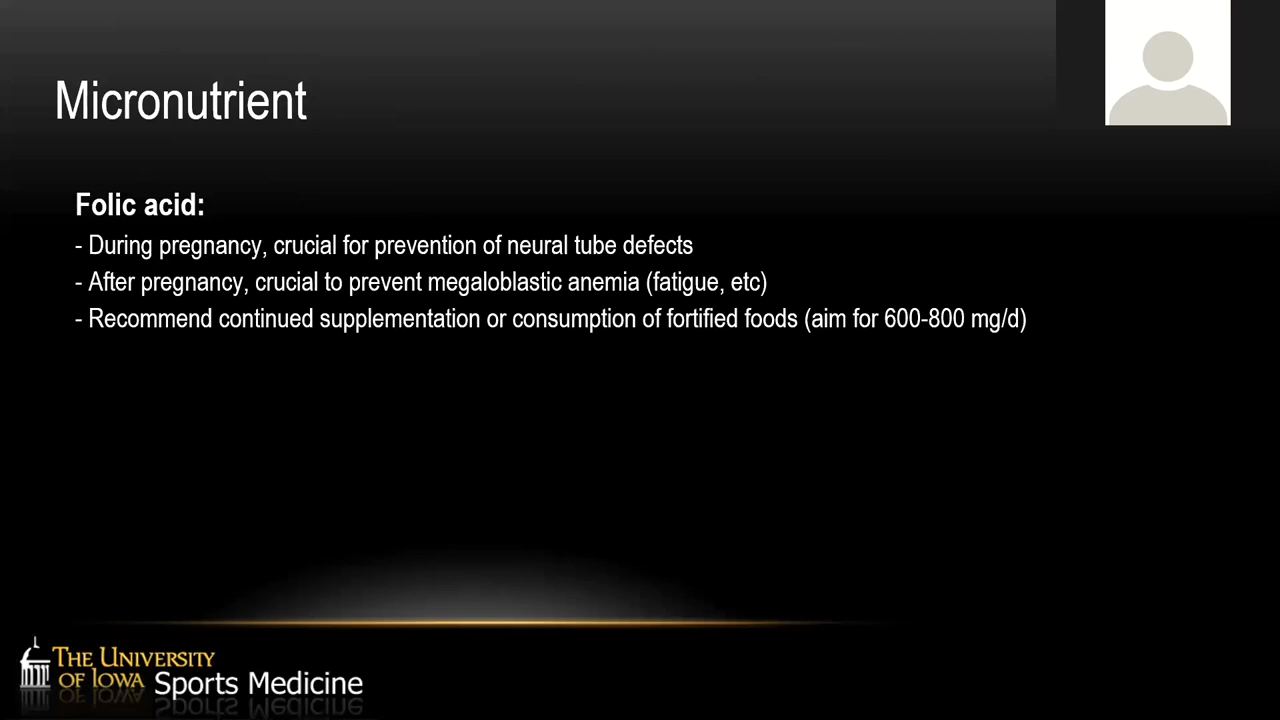 Micronutrient
Folic acid:
- During pregnancy, crucial for prevention of neural tube defects
- After pregnancy, crucial to prevent megaloblastic anemia (fatigue, etc)
- Recommend continued supplementation or consumption of fortified foods (aim for 600-800 mg/d)
THE UNIVERSITY
OF IOWA Sports Medicine